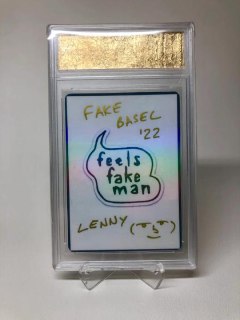 FAKE
BASEL
'22
feels
fake
man
LENNY ( ͡° ͜ʖ ͡°)